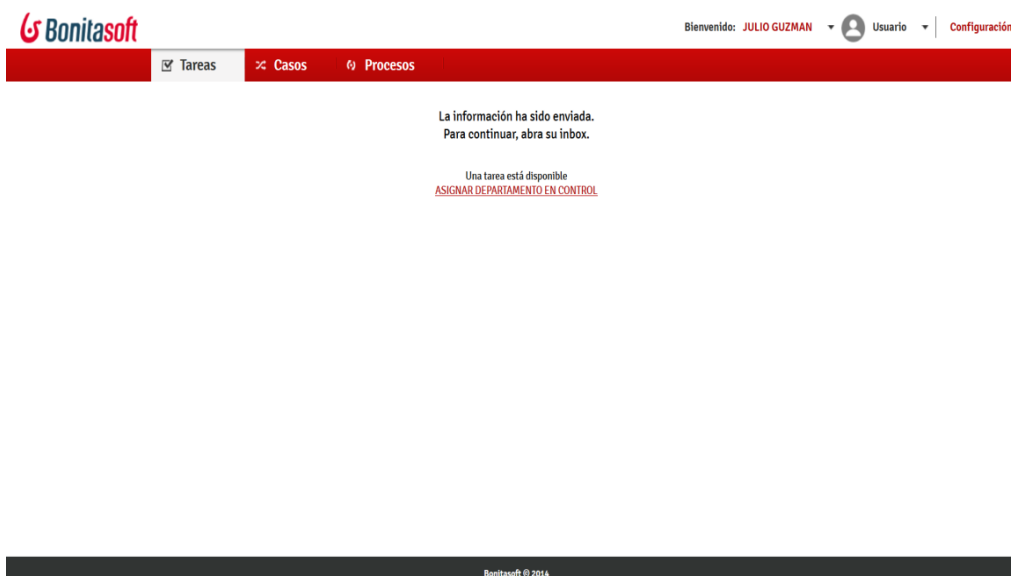 Bonitasoft
Bienvenido: JULIO GUZMAN Usuario Configuración
Tareas Casos Procesos
La información ha sido enviada.
Para continuar, abra su inbox.
Una tarea está disponible
ASIGNAR DEPARTAMENTO EN CONTROL
Bonitasoft © 2014